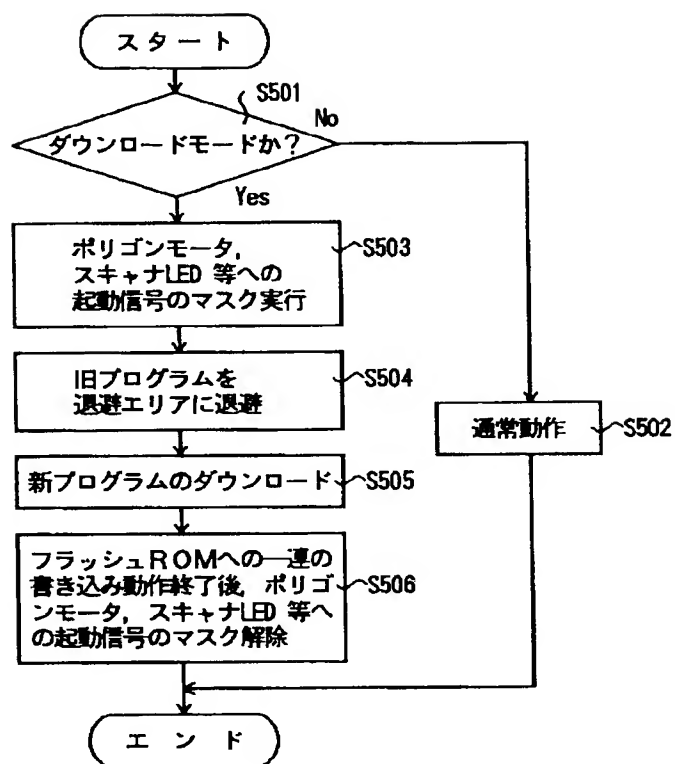 スタート
S501
ダウンロードモードか?
No
Yes
ポリゴンモータ,
スキャナLED 等への
起動信号のマスク実行
S503
旧プログラムを
退避エリアに退避
S504
通常動作
S502
新プログラムのダウンロード
S505
フラッシュROMへの一連の
書き込み動作終了後, ポリゴ
ンモータ, スキャナLED 等へ
の起動信号のマスク解除
S506
エンド